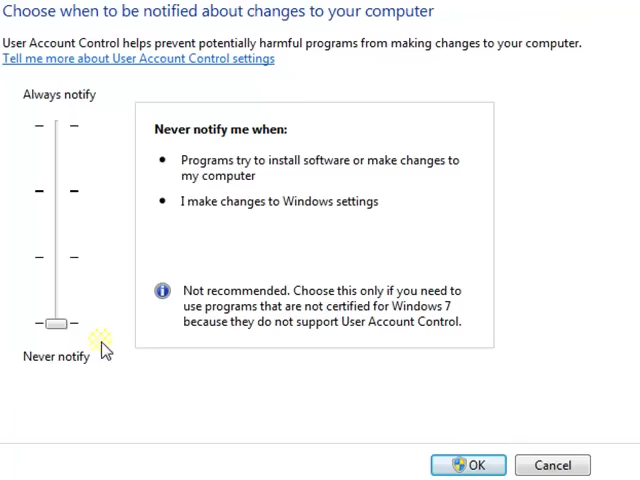 Choose when to be notified about changes to your computer
User Account Control helps prevent potentially harmful programs from making changes to your computer.
Tell me more about User Account Control settings
Always notify
Never notify me when:
Programs try to install software or make changes to
my computer
I make changes to Windows settings
Not recommended. Choose this only if you need to
use programs that are not certified for Windows 7
because they do not support User Account Control.
Never notify
OK
Cancel